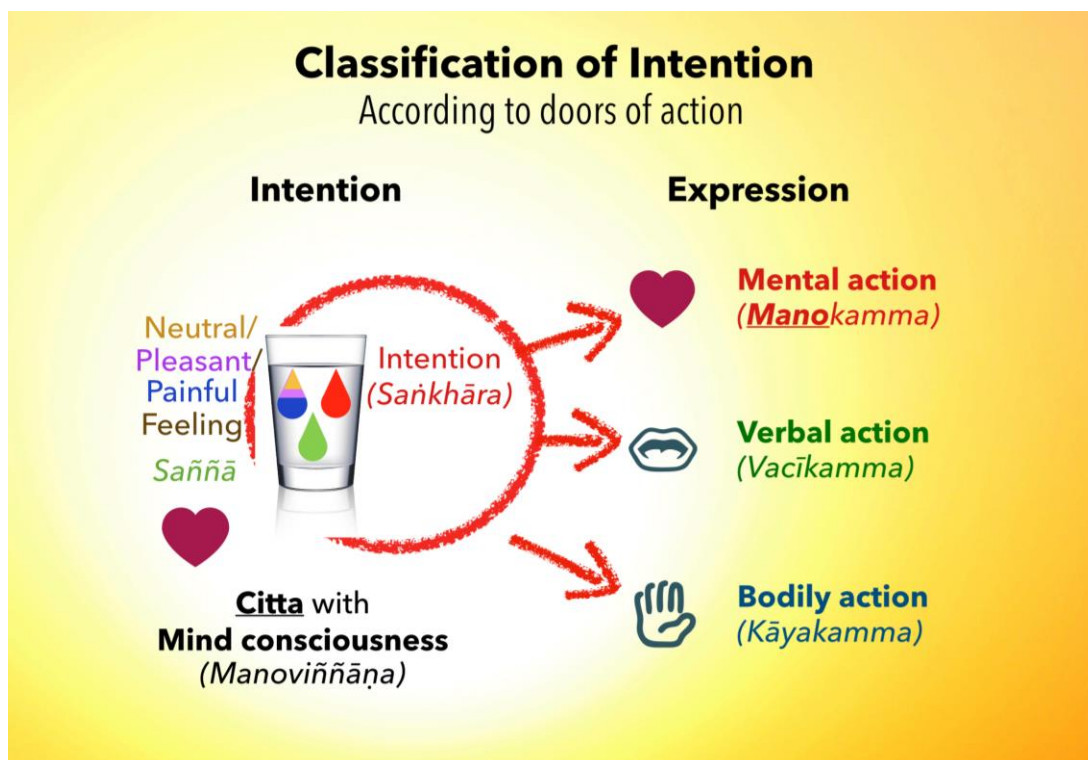 Classification of Intention
According to doors of action
Intention
Expression
Neutral/
Pleasant/
Painful
Feeling
Saññā
Intention
(Saṅkhāra)
Citta with
Mind consciousness
(Manoviññāṇa)
Mental action
(Manokamma)
Verbal action
(Vacīkamma)
Bodily action
(Kāyakamma)